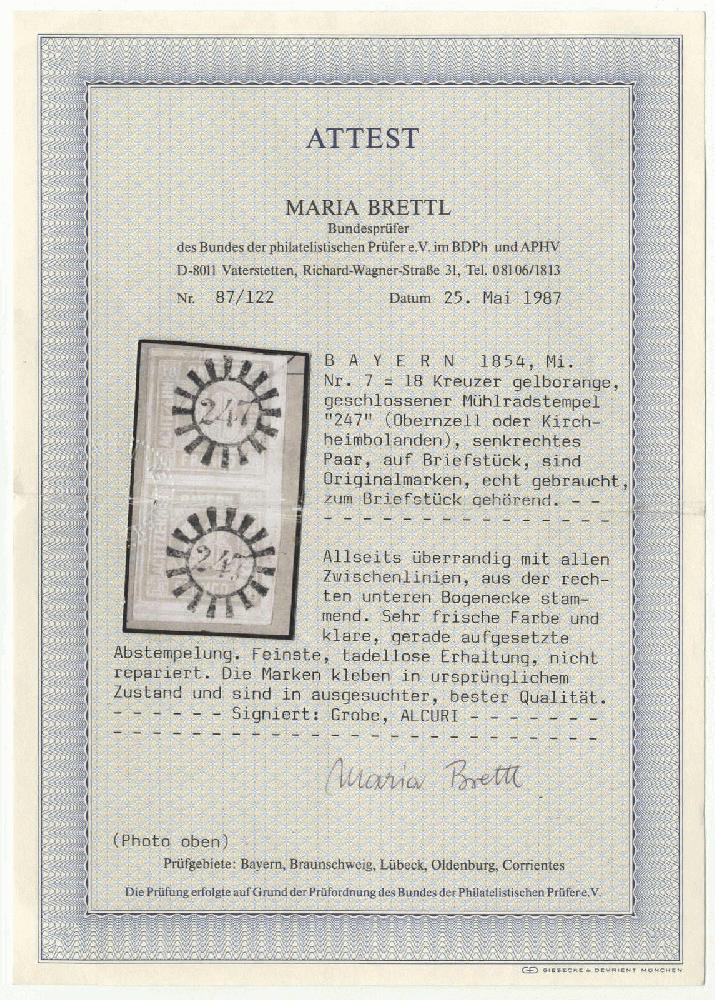 ATTEST
MARIA BRETTL
Bundesprüfer
des Bundes der philatelistischen Prüfer e.V. im BDPh und APHV
D-8011 Vaterstetten, Richard-Wagner-Straße 31, Tel. 08106/1813
Nr. 87/122 Datum 25. Mai 1987
247
247
B A Y E R N 1854, Mi.
Nr. 7 = 18 Kreuzer gelborange,
geschlossener Mühlradstempel
"247" (Obernzell oder Kirch-
heimbolanden), senkrechtes
Paar, auf Briefstück, sind
Originalmarken, echt gebraucht,
zum Briefstück gehörend. - -
- - - - - - - - - - - - - - -
Allseits überrandig mit allen
Zwischenlinien, aus der rech-
ten unteren Bogenecke stam-
mend. Sehr frische Farbe und
klare, gerade aufgesetzte
Abstempelung. Feinste, tadellose Erhaltung, nicht
repariert. Die Marken kleben in ursprünglichem
Zustand und sind in ausgesuchter, bester Qualität.
- - - - - - Signiert: Grobe, ALCURI - - - - - - -
- - - - - - - - - - - - - - - - - - - - - - - - -
Maria Brettl
(Photo oben)
Prüfgebiete: Bayern, Braunschweig, Lübeck, Oldenburg, Corrientes
Die Prüfung erfolgte auf Grund der Prüfordnung des Bundes der Philatelistischen Prüfer e.V.
GIESECKE & DEVRIENT MÜNCHEN